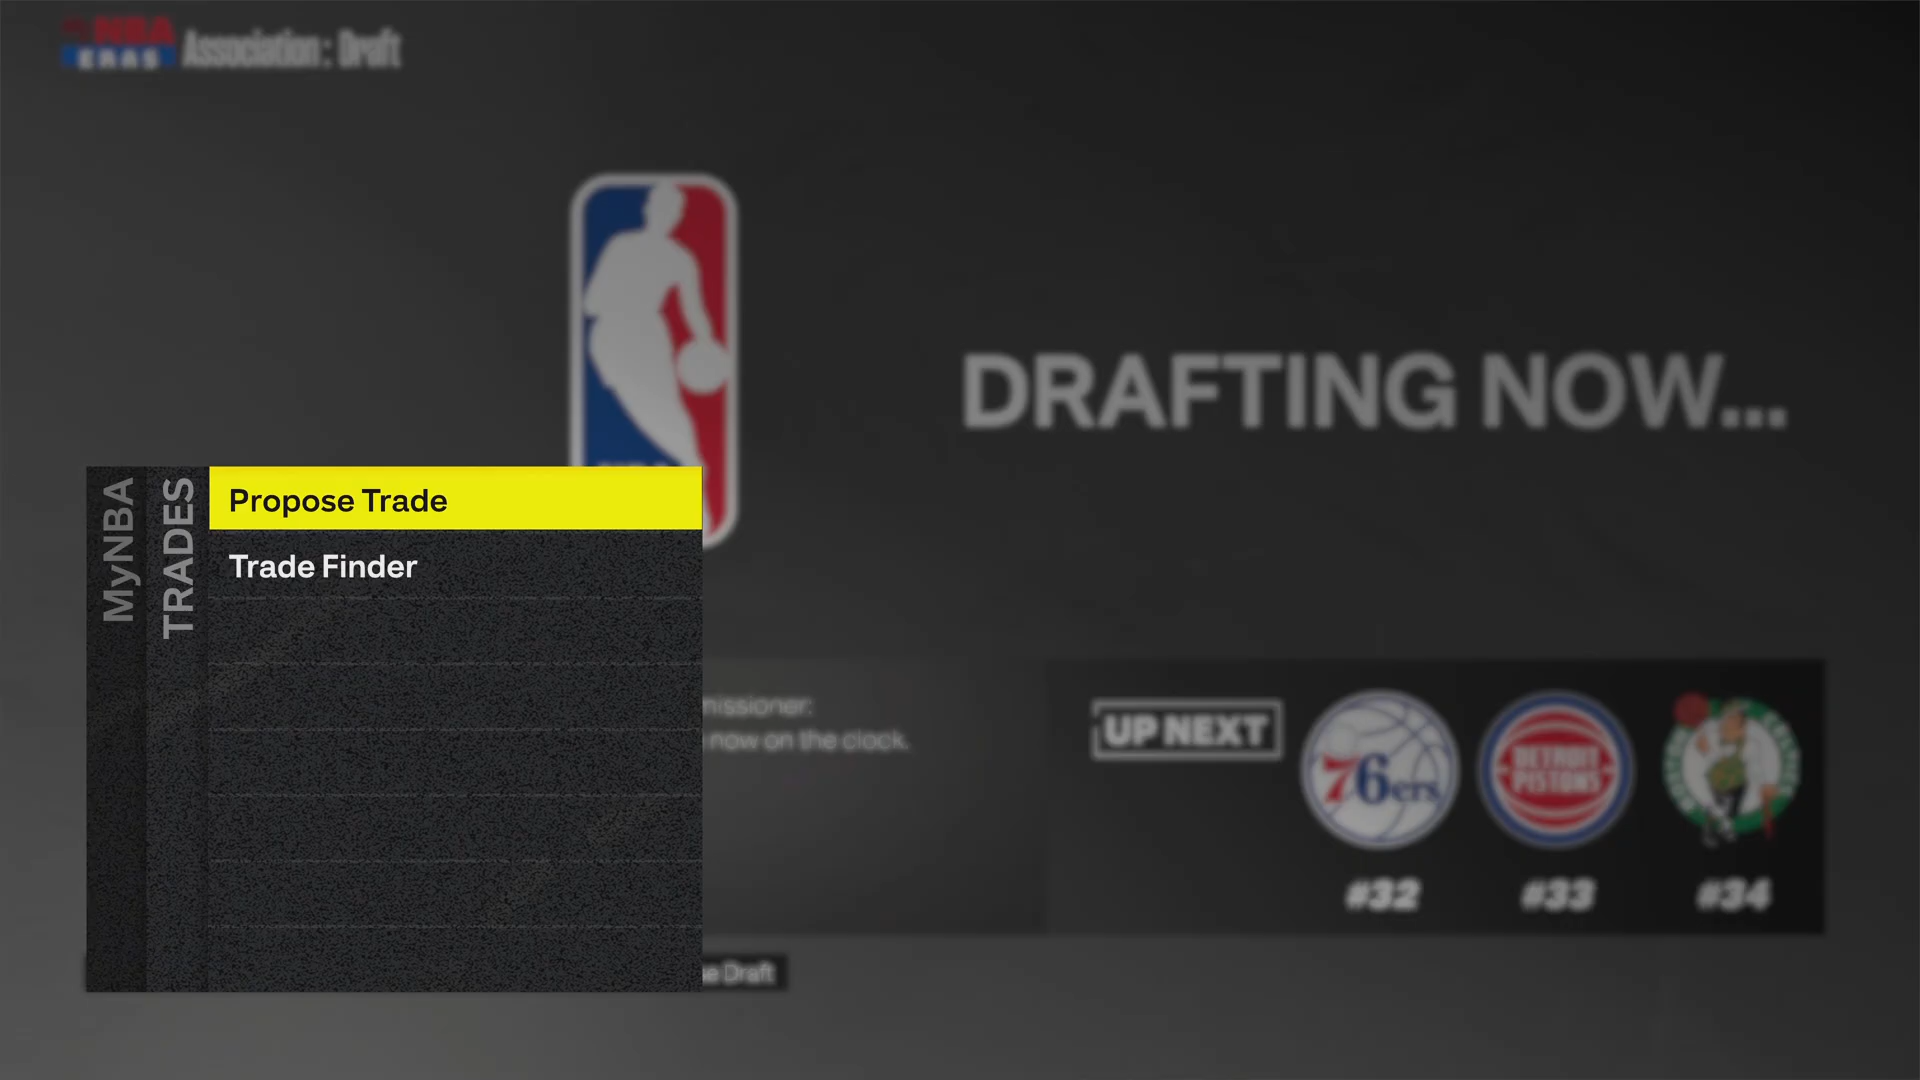 NBA
ERAS
Association: Draft
DRAFTING NOW...
MyNBA
TRADES
Propose Trade
Trade Finder
now on the clock.
UP NEXT
76ers
DETROIT
PISTONS
#32
#33
#34
Draft